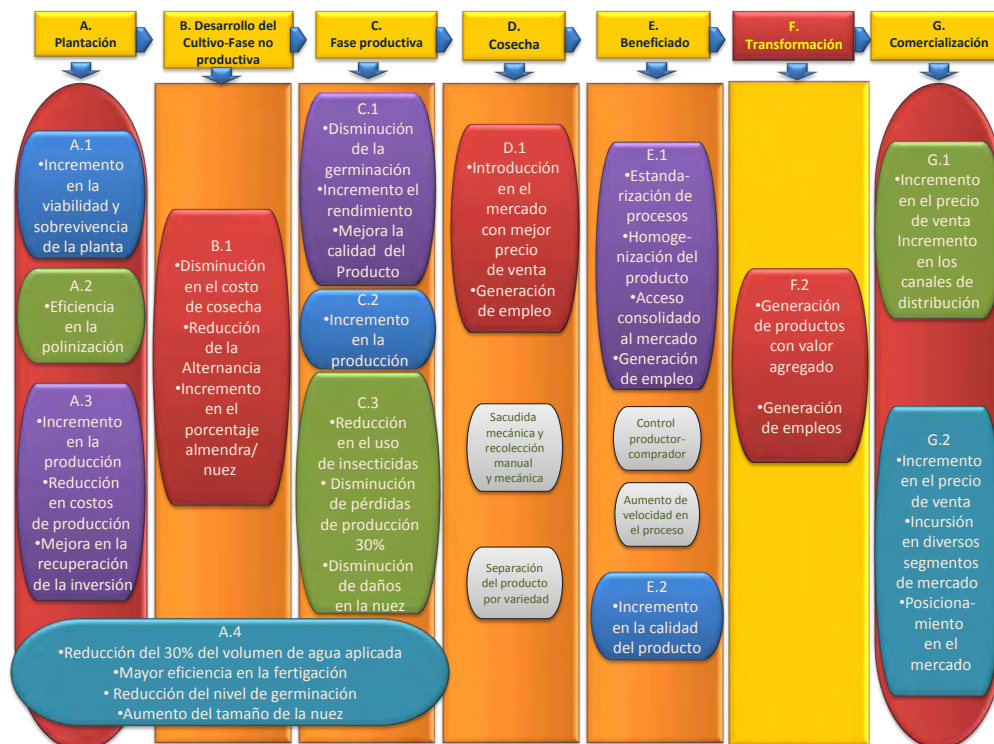 A.
Plantación
B. Desarrollo del
Cultivo-Fase no
productiva
C.
Fase productiva
D.
Cosecha
E.
Beneficiado
F.
Transformación
G.
Comercialización
A.1
•Incremento
en la
viabilidad y
sobrevivencia
de la planta
A.2
•Eficiencia
en la
polinización
A.3
•Incremento
en la
producción
•Reducción
en costos
de producción
•Mejora en la
recuperación
de la inversión
A.4
•Reducción del 30% del volumen de agua aplicada
•Mayor eficiencia en la fertigación
• Reducción del nivel de germinación
•Aumento del tamaño de la nuez
B.1
•Disminución
en el costo
de cosecha
•Reducción
de la
Alternancia
•Incremento
en el
porcentaje
almendra/
nuez
C.1
•Disminución
de la
germinación
•Incremento el
rendimiento
•Mejora la
calidad del
Producto
C.2
•Incremento
en la
producción
C.3
•Reducción
en el uso
de insecticidas
• Disminución
de pérdidas
de producción
30%
•Disminución
de daños
en la nuez
D.1
•Introducción
en el
mercado
con mejor
precio
de venta
•Generación
de empleo
Sacudida
mecánica y
recolección
manual
y mecánica
Separación
del producto
por variedad
E.1
•Estanda-
rización de
procesos
•Homoge-
nización del
producto
•Acceso
consolidado
al mercado
•Generación
de empleo
Control
productor-
comprador
Aumento de
velocidad en
el proceso
E.2
•Incremento
en la calidad
del producto
F.2
•Generación
de productos
con valor
agregado
•Generación
de empleos
G.1
•Incremento
en el precio
de venta
Incremento
en los
canales de
distribución
G.2
•Incremento
en el precio
de venta
•Incursión
en diversos
segmentos
de mercado
•Posiciona-
miento
en el
mercado